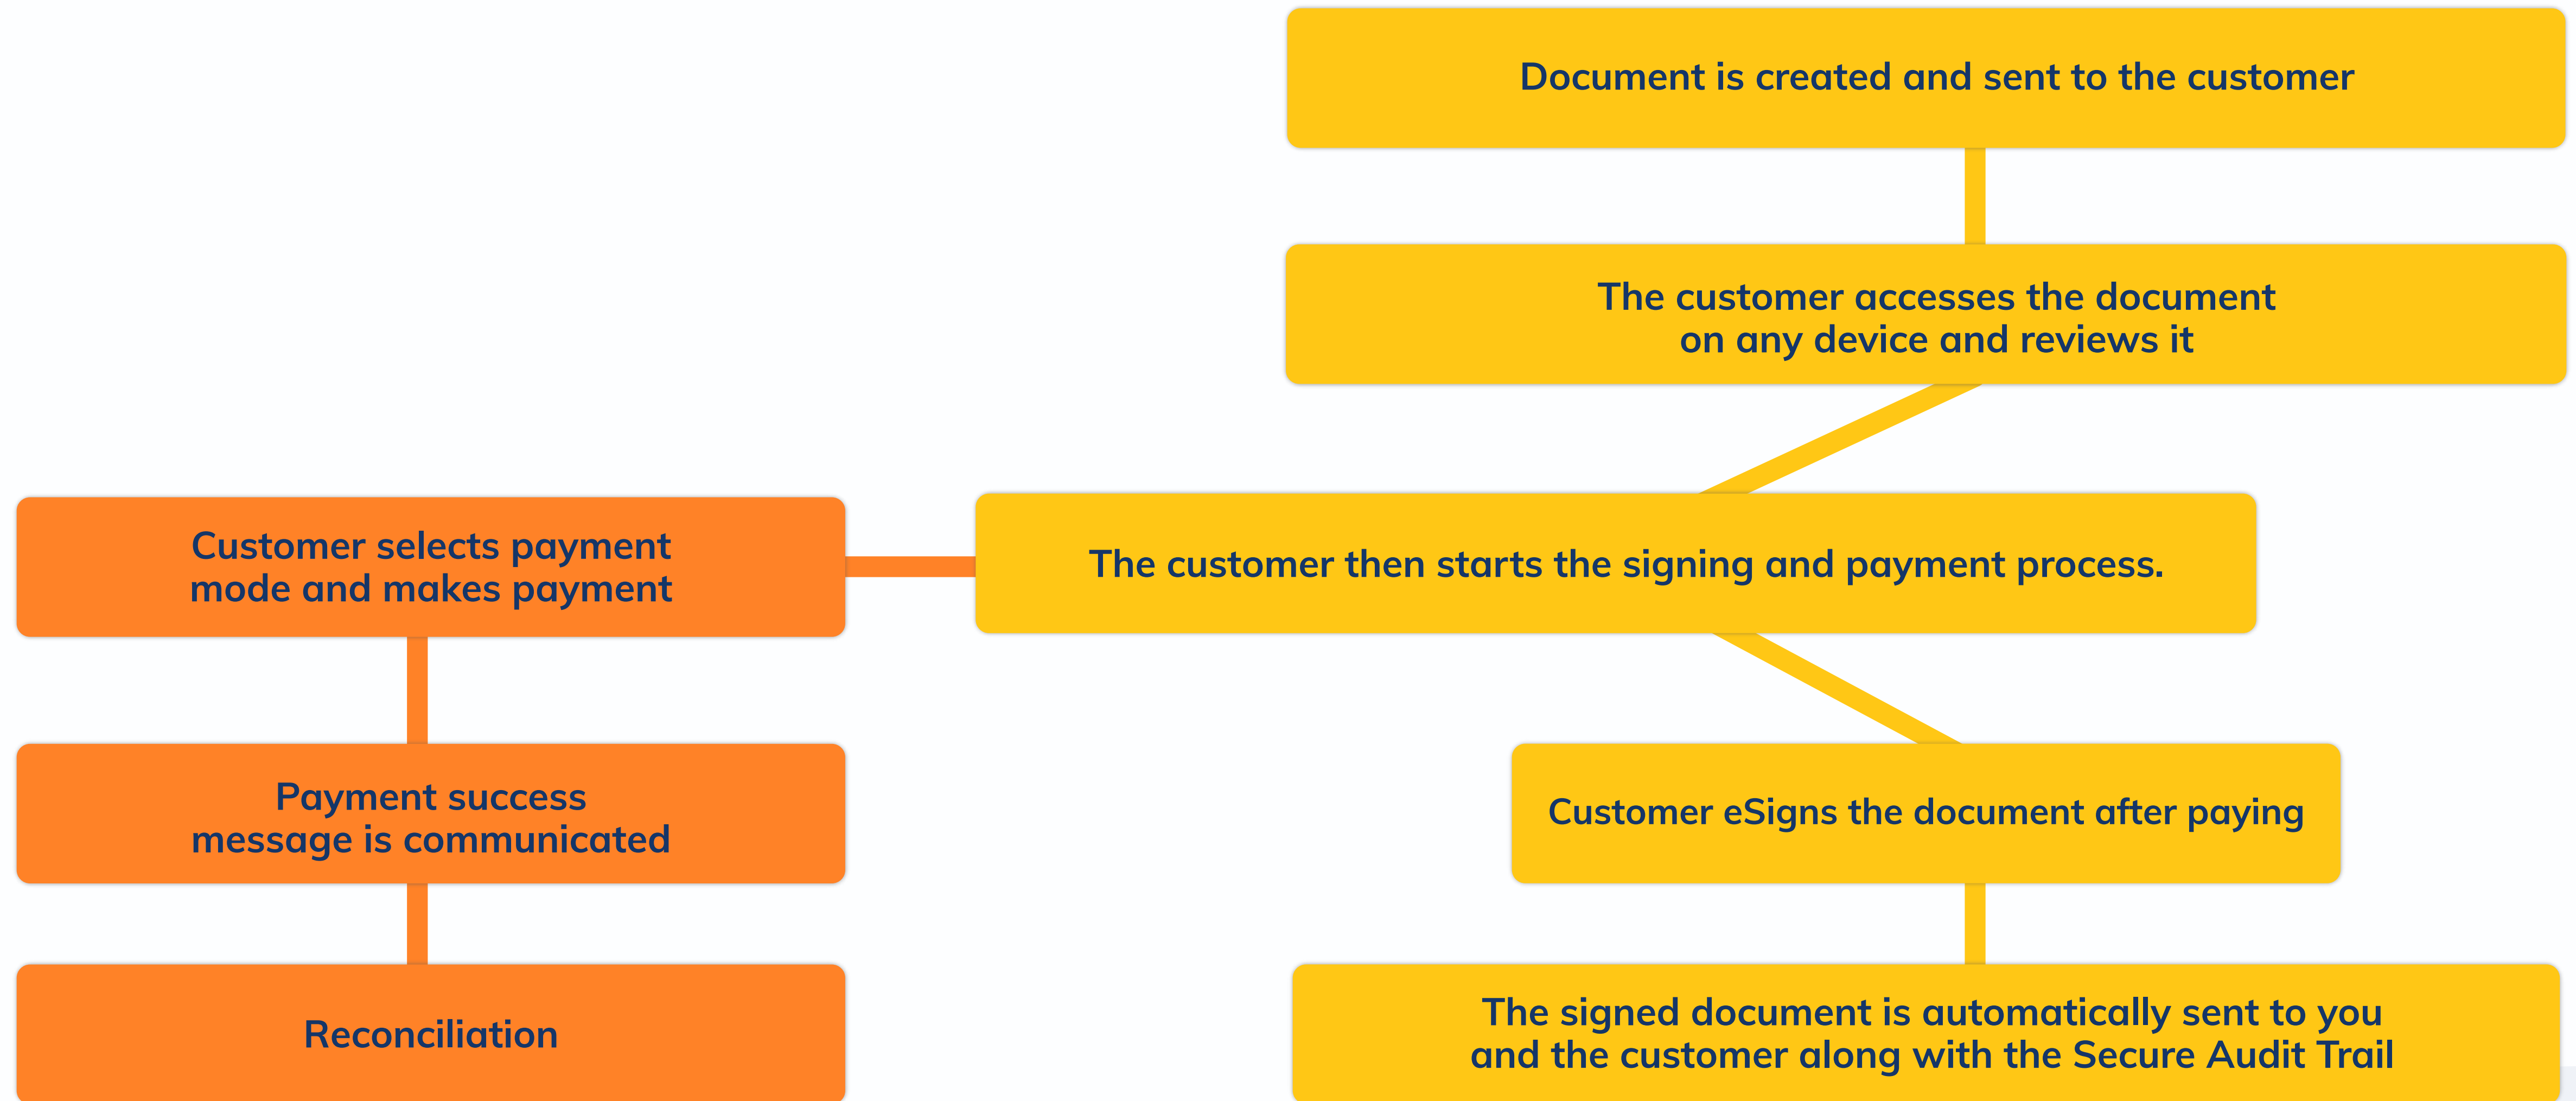 Document is created and sent to the customer
The customer accesses the document
on any device and reviews it
Customer selects payment
mode and makes payment
The customer then starts the signing and payment process.
Payment success
message is communicated
Customer eSigns the document after paying
Reconciliation
The signed document is automatically sent to you
and the customer along with the Secure Audit Trail